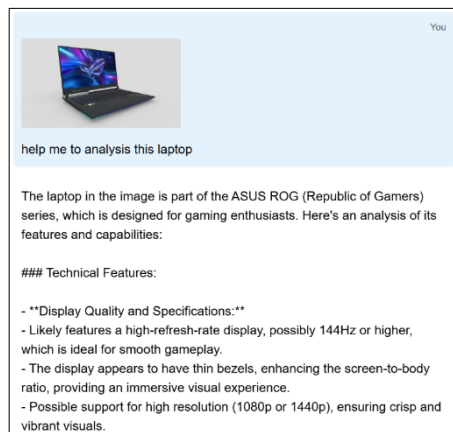 You
help me to analysis this laptop
The laptop in the image is part of the ASUS ROG (Republic of Gamers)
series, which is designed for gaming enthusiasts. Here's an analysis of its
features and capabilities:
### Technical Features:
- **Display Quality and Specifications:**
- Likely features a high-refresh-rate display, possibly 144Hz or higher,
which is ideal for smooth gameplay.
- The display appears to have thin bezels, enhancing the screen-to-body
ratio, providing an immersive visual experience.
- Possible support for high resolution (1080p or 1440p), ensuring crisp and
vibrant visuals.